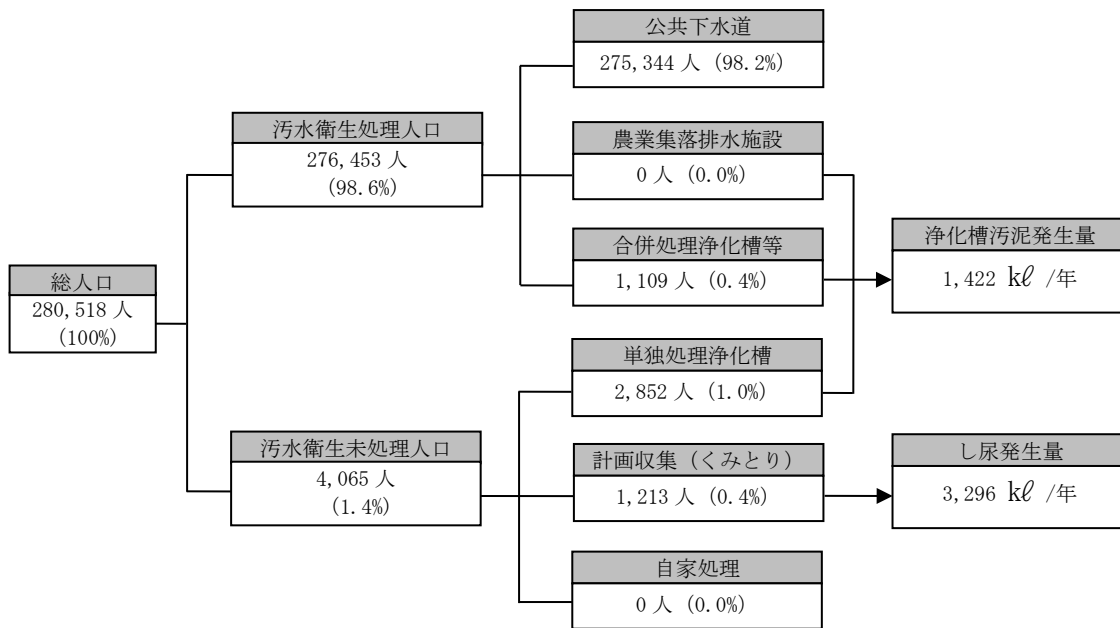 公共下水道
275,344 人 (98.2%)
汚水衛生処理人口
276,453 人
(98.6%)
農業集落排水施設
0 人 (0.0%)
合併処理浄化槽等
1,109 人 (0.4%)
浄化槽汚泥発生量
1,422 kℓ /年
総人口
280,518 人
(100%)
単独処理浄化槽
2,852 人 (1.0%)
汚水衛生未処理人口
4,065 人
(1.4%)
計画収集（くみとり）
1,213 人 (0.4%)
し尿発生量
3,296 kℓ /年
自家処理
0 人 (0.0%)